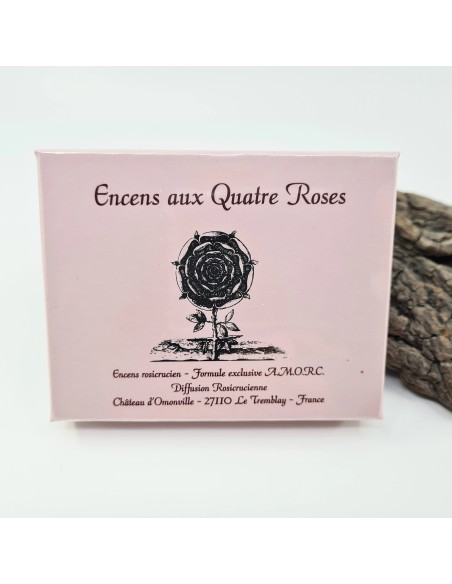 Encens aux Quatre Roses
Encens rosicrucien - Formule exclusive A.M.O.R.C.
Diffusion Rosicrucienne
Château d'Omonville - 27110 Le Tremblay - France